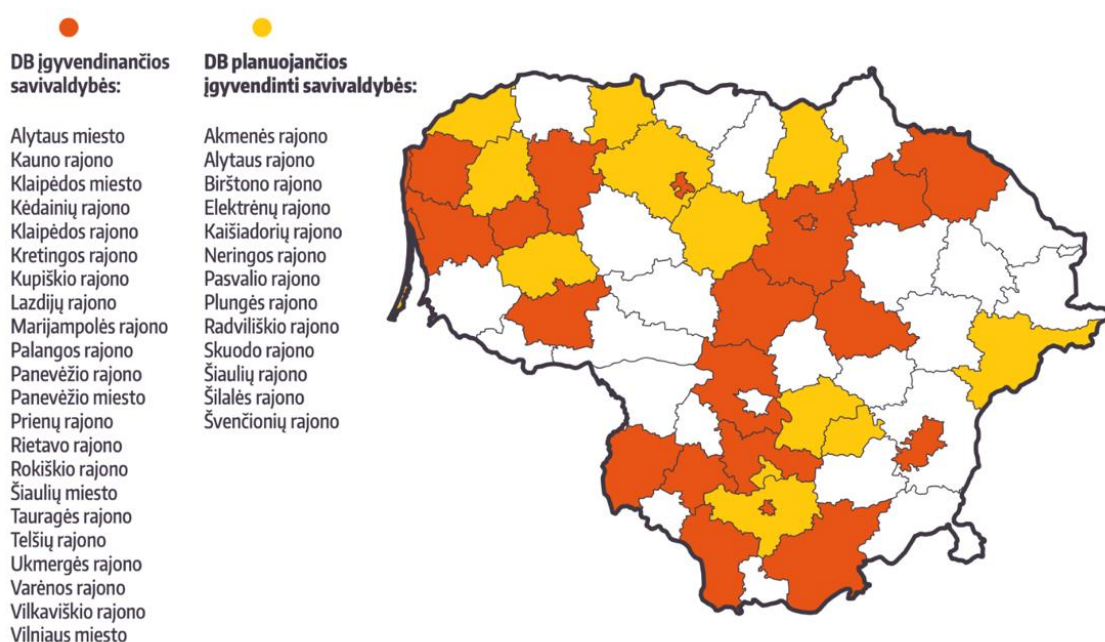 DB įgyvendinančios
savivaldybės:
Alytaus miesto
Kauno rajono
Klaipėdos miesto
Kėdainių rajono
Klaipėdos rajono
Kretingos rajono
Kupiškio rajono
Lazdijų rajono
Marijampolės rajono
Palangos rajono
Panevėžio rajono
Panevėžio miesto
Prienų rajono
Rietavo rajono
Rokiškio rajono
Šiaulių miesto
Tauragės rajono
Telšių rajono
Ukmergės rajono
Varėnos rajono
Vilkaviškio rajono
Vilniaus miesto
DB planuojančios
įgyvendinti savivaldybės:
Akmenės rajono
Alytaus rajono
Birštono rajono
Elektrėnų rajono
Kaišiadorių rajono
Neringos rajono
Pasvalio rajono
Plungės rajono
Radviliškio rajono
Skuodo rajono
Šiaulių rajono
Šilalės rajono
Švenčionių rajono